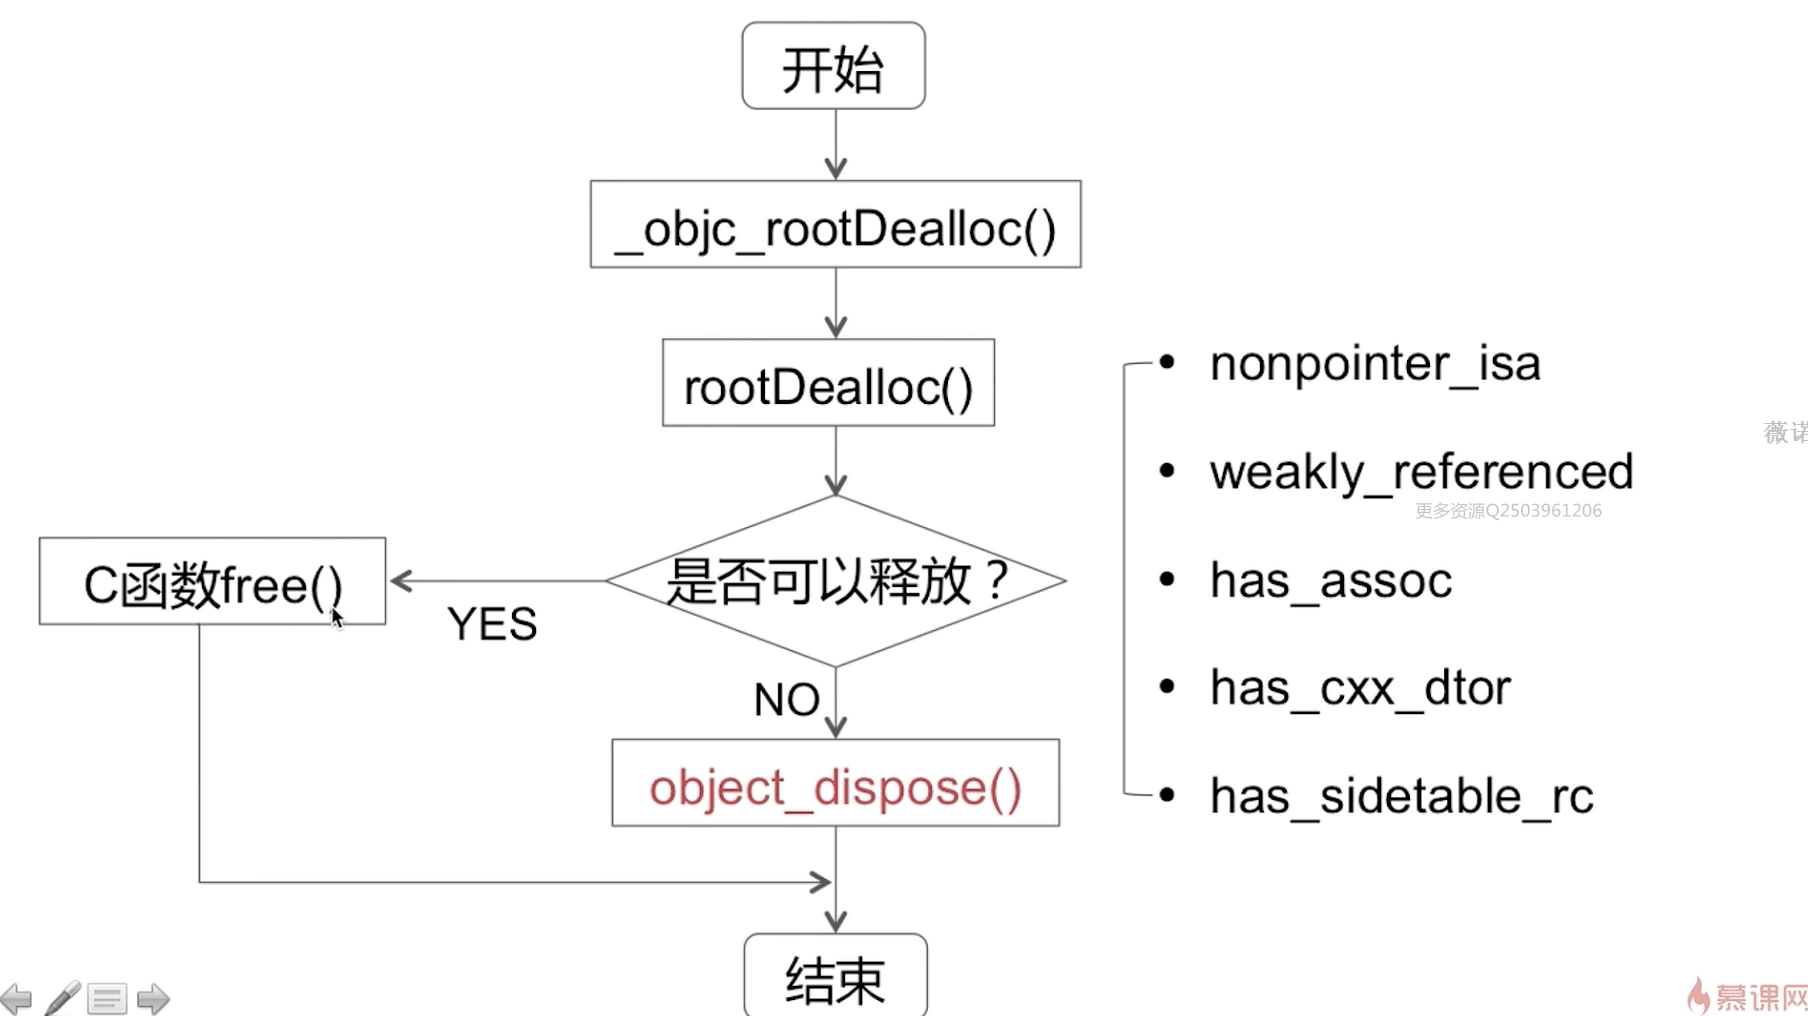 开始
_objc_rootDealloc()
rootDealloc()
是否可以释放？
YES
C函数free()
NO
object_dispose()
结束
• nonpointer_isa
• weakly_referenced
• has_assoc
• has_cxx_dtor
• has_sidetable_rc
更多资源Q2503961206
薇诺
慕课网